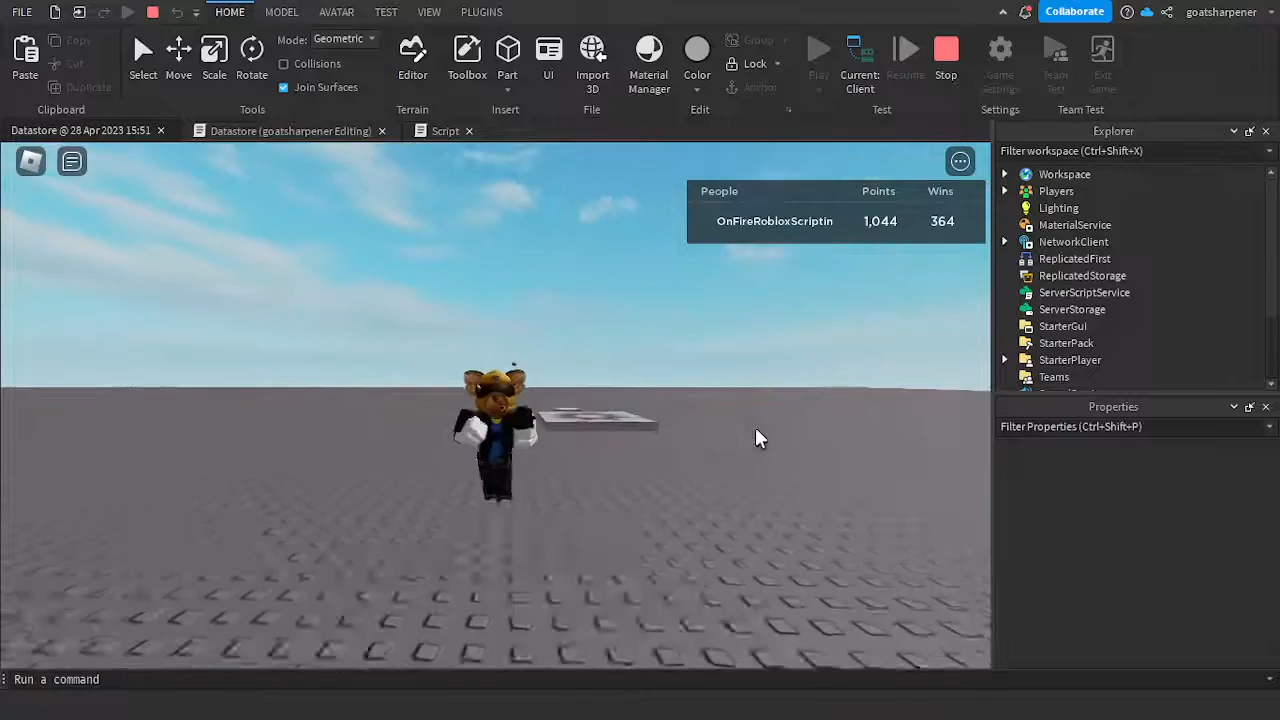 FILE HOME MODEL AVATAR TEST VIEW PLUGINS Collaborate goatsharpener
Paste Copy Cut Duplicate
Clipboard
Select Move Scale Rotate
Mode: Geometric
Collisions
Join Surfaces
Tools
Editor
Terrain
Toolbox Part UI
Insert
Import 3D
File
Material Manager Color
Group
Lock
Anchor
Edit
Play Current: Client Resume Stop
Test
Game Settings
Settings
Team Test Exit Game
Team Test
Datastore @ 28 Apr 2023 15:51 Datastore (goatsharpener Editing) Script
People Points Wins
OnFireRobloxScriptin 1,044 364
Explorer
Filter workspace (Ctrl+Shift+X)
Workspace
Players
Lighting
MaterialService
NetworkClient
ReplicatedFirst
ReplicatedStorage
ServerScriptService
ServerStorage
StarterGui
StarterPack
StarterPlayer
Teams
Properties
Filter Properties (Ctrl+Shift+P)
Run a command